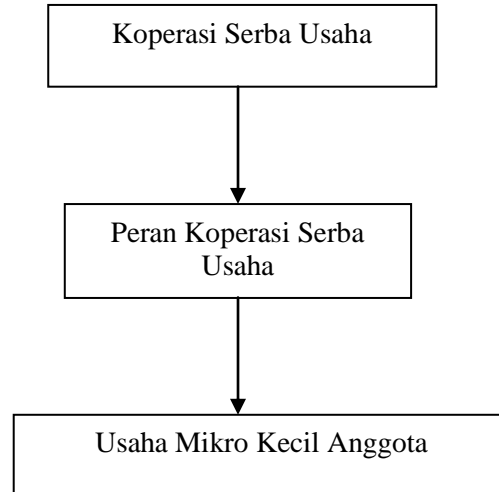 Koperasi Serba Usaha
Peran Koperasi Serba
Usaha
Usaha Mikro Kecil Anggota